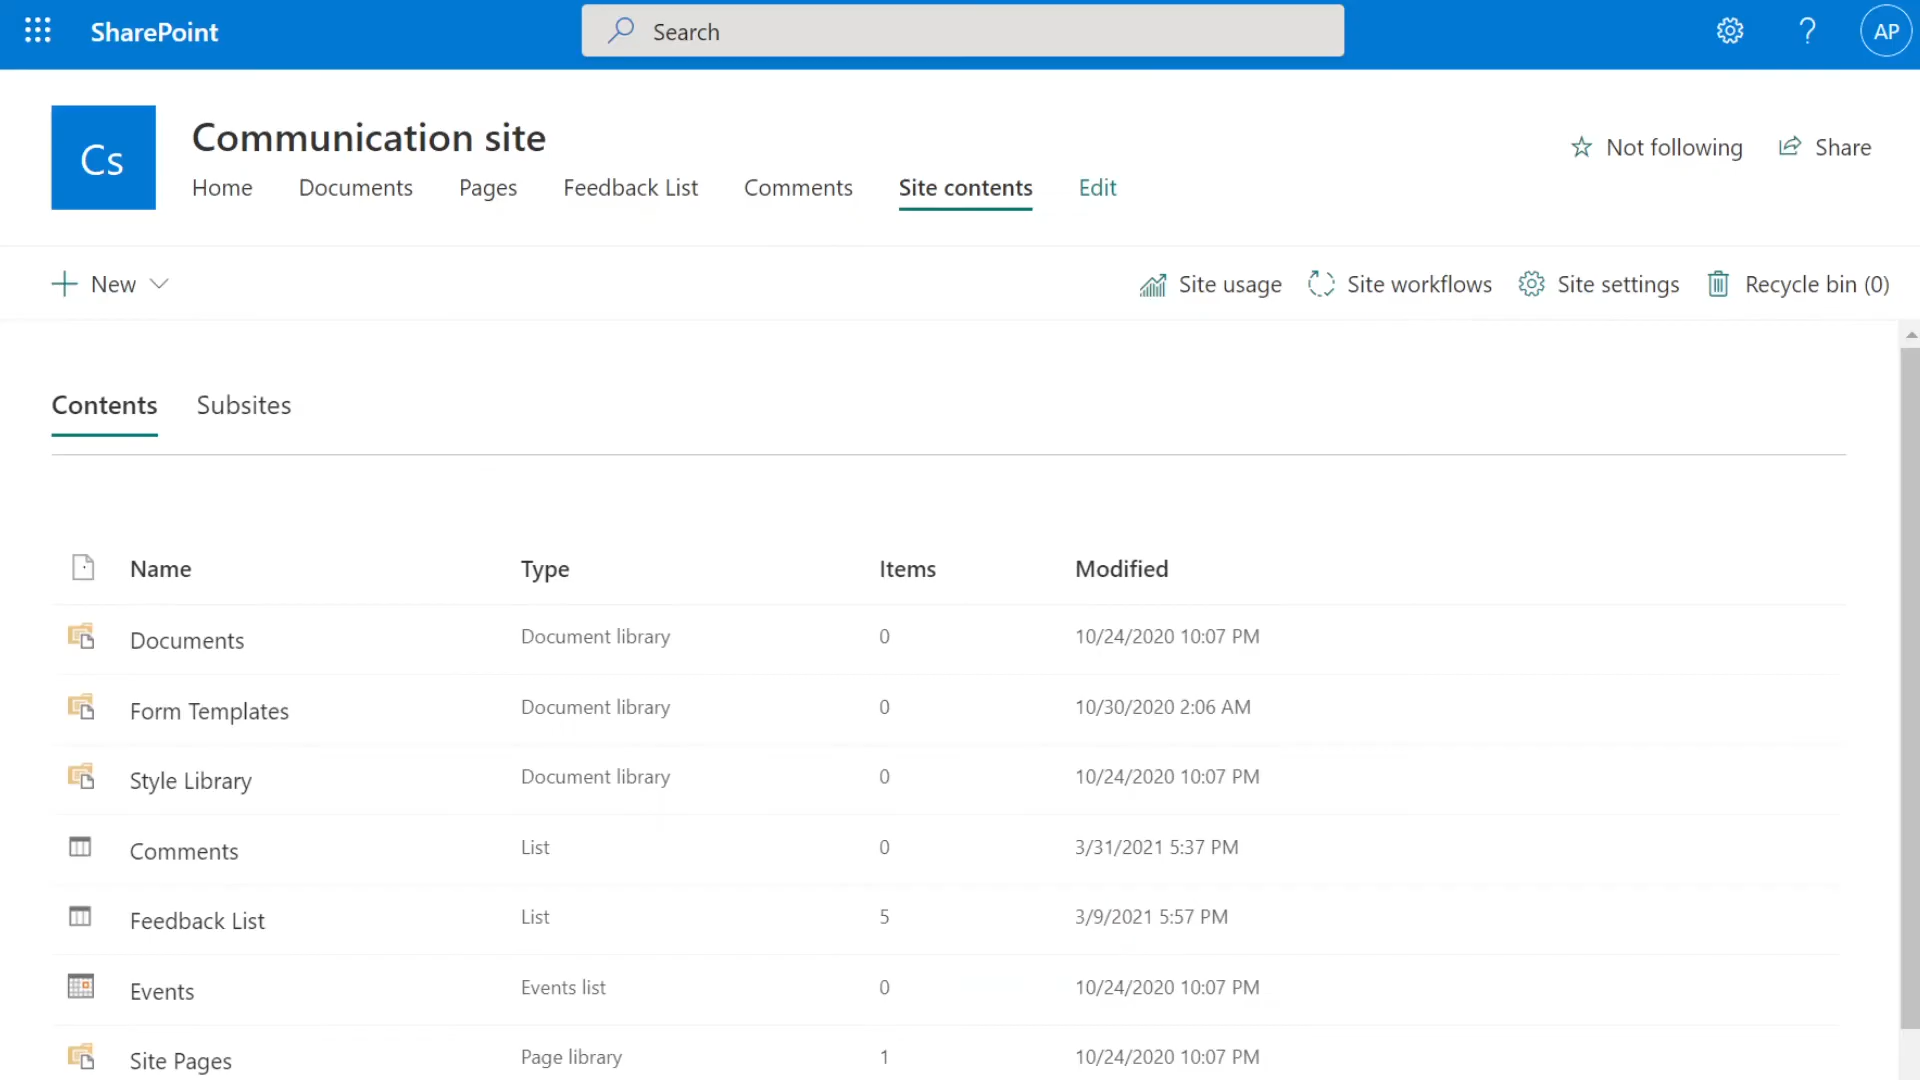 SharePoint Search AP
Cs
Communication site
Not following Share
Home Documents Pages Feedback List Comments Site contents Edit
New Site usage Site workflows Site settings Recycle bin (0)
Contents Subsites
Name Type Items Modified
Documents Document library 0 10/24/2020 10:07 PM
Form Templates Document library 0 10/30/2020 2:06 AM
Style Library Document library 0 10/24/2020 10:07 PM
Comments List 0 3/31/2021 5:37 PM
Feedback List List 5 3/9/2021 5:57 PM
Events Events list 0 10/24/2020 10:07 PM
Site Pages Page library 1 10/24/2020 10:07 PM